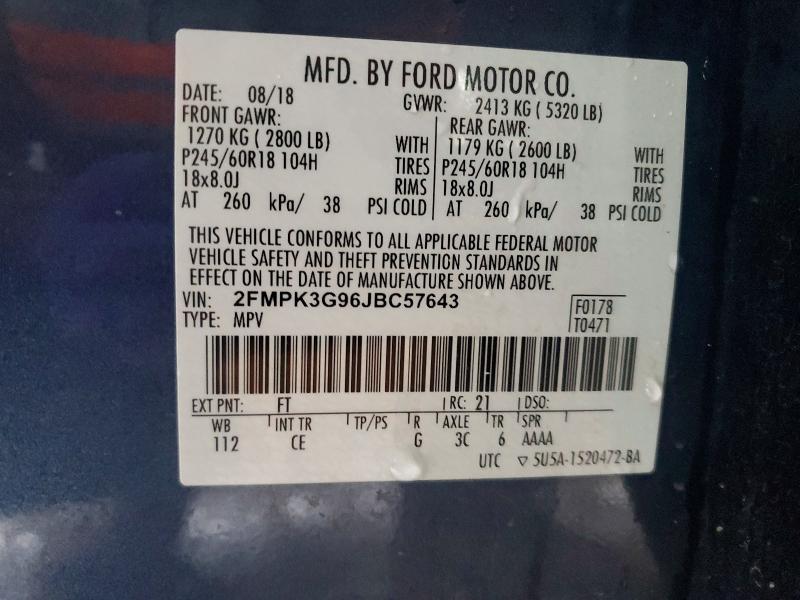 MFD. BY FORD MOTOR CO.
DATE: 08/18 GVWR: 2413 KG ( 5320 LB)
FRONT GAWR: REAR GAWR:
1270 KG ( 2800 LB) WITH 1179 KG ( 2600 LB) WITH
P245/60R18 104H TIRES P245/60R18 104H TIRES
18x8.0J RIMS 18x8.0J RIMS
AT 260 kPa/ 38 PSI COLD AT 260 kPa/ 38 PSI COLD
THIS VEHICLE CONFORMS TO ALL APPLICABLE FEDERAL MOTOR
VEHICLE SAFETY AND THEFT PREVENTION STANDARDS IN
EFFECT ON THE DATE OF MANUFACTURE SHOWN ABOVE.
VIN: 2FMPK3G96JBC57643 F0178
TYPE: MPV T0471
EXT PNT: FT RC: 21 DSO:
WB INT TR TP/PS R AXLE TR SPR
112 CE G 3C 6 AAAA
UTC ▽ 5U5A-1520472-BA